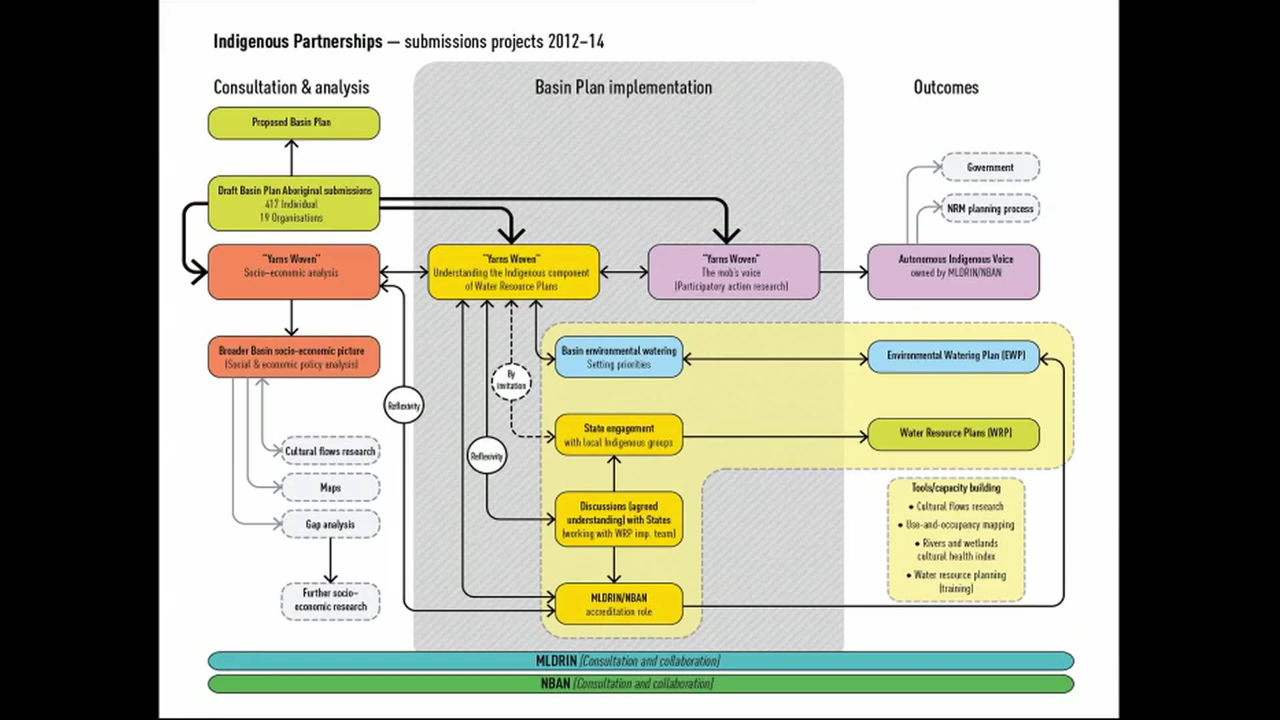 Indigenous Partnerships — submissions projects 2012–14
Consultation & analysis
Basin Plan implementation
Outcomes
Proposed Basin Plan
Draft Basin Plan Aboriginal submissions
417 Individual
19 Organisations
Government
NRM planning process
"Yarns Woven"
Socio-economic analysis
"Yarns Woven"
Understanding the Indigenous component
of Water Resource Plans
"Yarns Woven"
The mob's voice
(Participatory action research)
Autonomous Indigenous Voice
owned by MLDRIN/NBAN
Broader Basin socio-economic picture
(Social & economic policy analysis)
Basin environmental watering
Setting priorities
Environmental Watering Plan (EWP)
By
invitation
Reflexivity
State engagement
with local Indigenous groups
Water Resource Plans (WRP)
Cultural flows research
Reflexivity
Maps
Gap analysis
Discussions (agreed
understanding) with States
(working with WRP imp. team)
Tools/capacity building
• Cultural flows research
• Use-and-occupancy mapping
• Rivers and wetlands
cultural health index
• Water resource planning
(training)
Further socio-
economic research
MLDRIN/NBAN
accreditation role
MLDRIN (Consultation and collaboration)
NBAN (Consultation and collaboration)